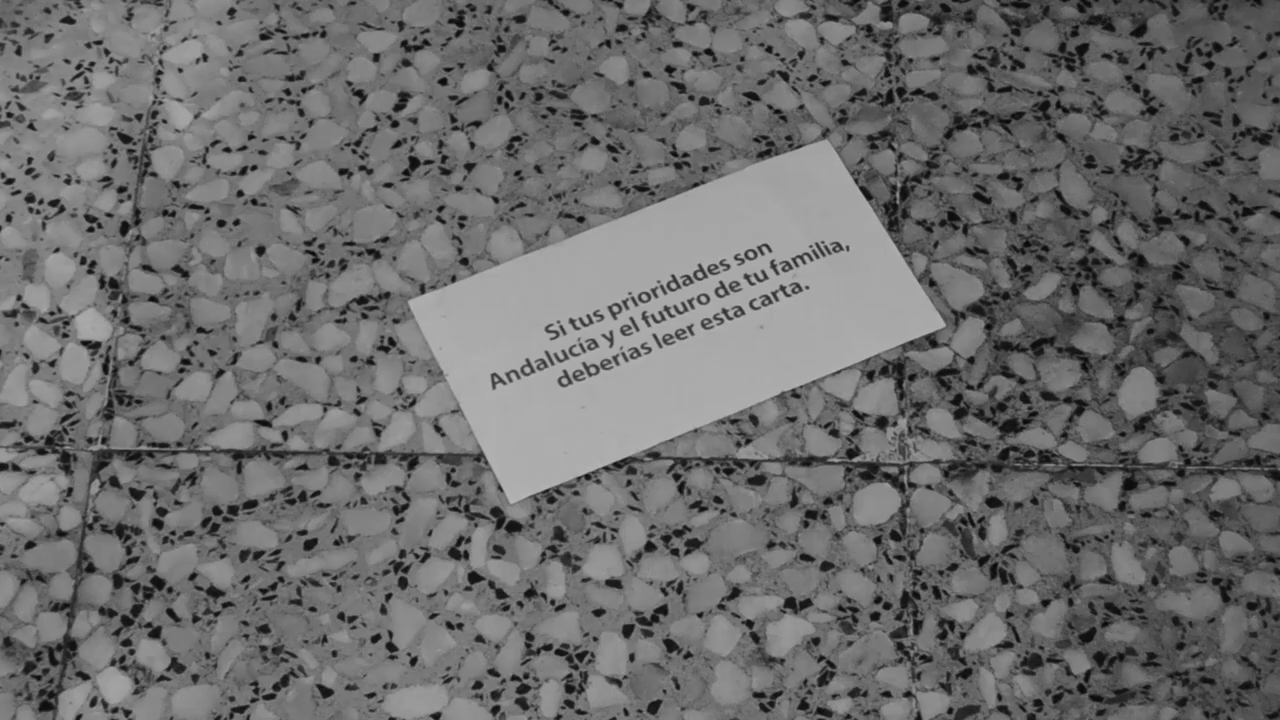 Si tus prioridades son
Andalucía y el futuro de tu familia,
deberías leer esta carta.